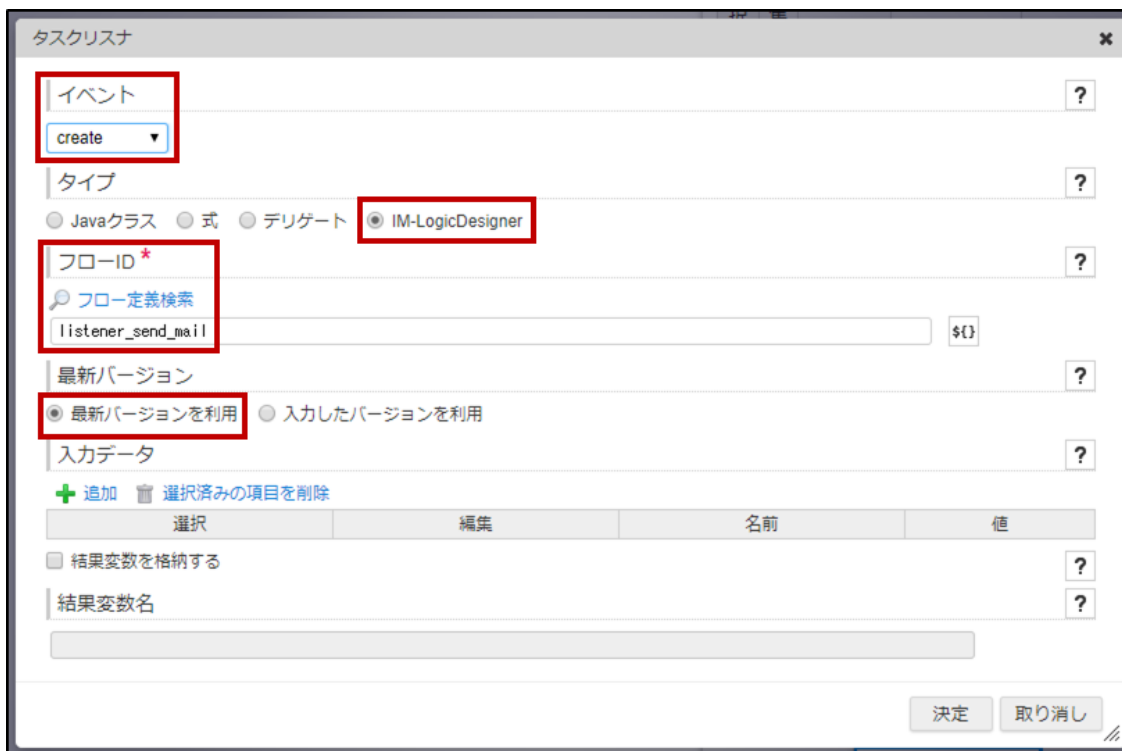 タスクリスナ ✖
イベント ?
create ▼
タイプ ?
Javaクラス 式 デリゲート IM-LogicDesigner
フローID * ?
フロー定義検索
listener_send_mail ${}
最新バージョン ?
最新バージョンを利用 入力したバージョンを利用
入力データ ?
追加 選択済みの項目を削除
選択 編集 名前 値
結果変数を格納する ?
結果変数名 ?
決定 取り消し